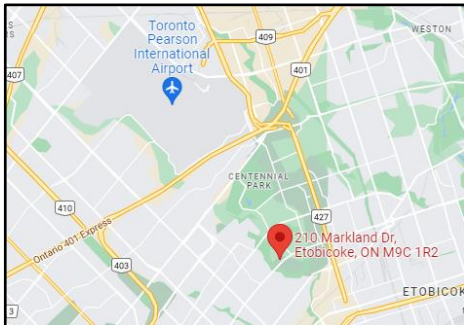 Toronto
Pearson
International
Airport
409
WESTON
401
407
CENTENNIAL
PARK
410
427
Ontario 401 Express
210 Markland Dr,
Etobicoke, ON M9C 1R2
403
ETOBICOK
3